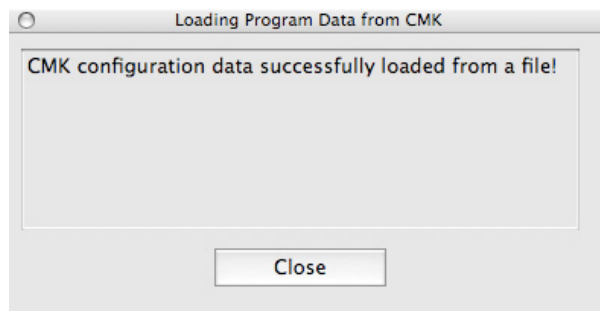 Loading Program Data from CMK
CMK configuration data successfully loaded from a file!
Close